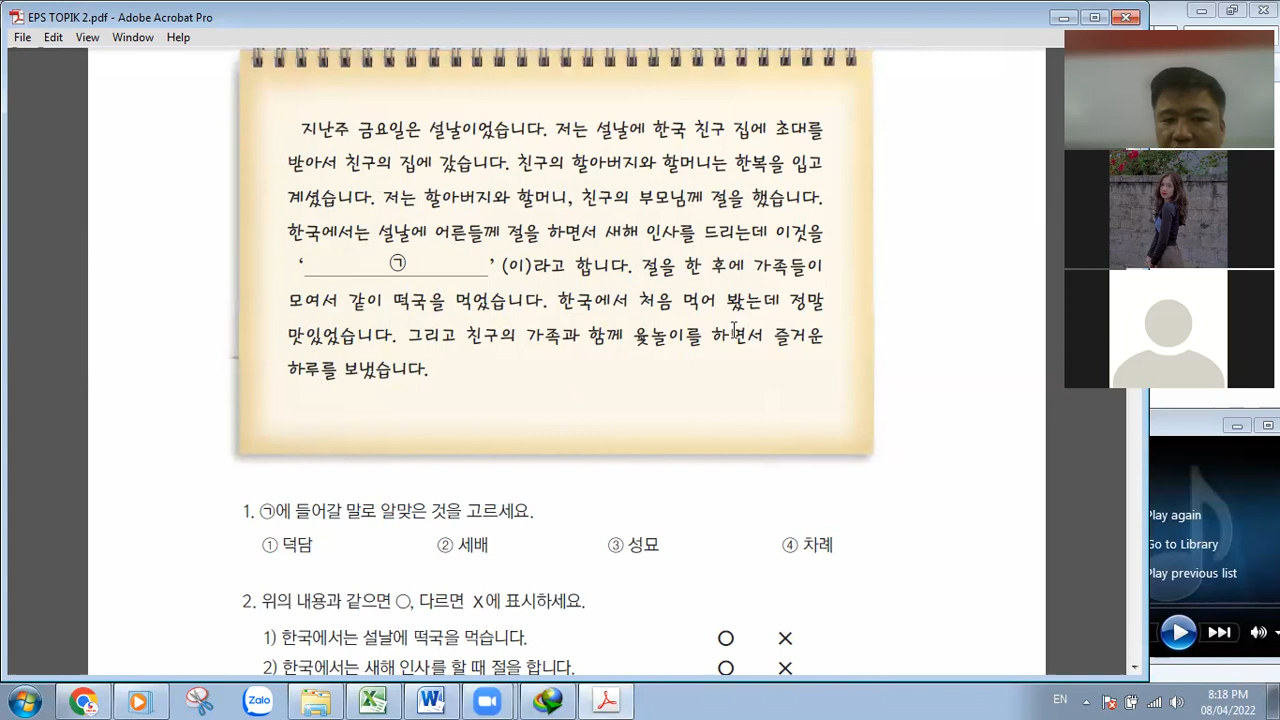 EPS TOPIK 2.pdf - Adobe Acrobat Pro
File Edit View Window Help
지난주 금요일은 설날이었습니다. 저는 설날에 한국 친구 집에 초대를
받아서 친구의 집에 갔습니다. 친구의 할아버지와 할머니는 한복을 입고
계셨습니다. 저는 할아버지와 할머니, 친구의 부모님께 절을 했습니다.
한국에서는 설날에 어른들께 절을 하면서 새해 인사를 드리는데 이것을
‘ ㉠ ’ (이)라고 합니다. 절을 한 후에 가족들이
모여서 같이 떡국을 먹었습니다. 한국에서 처음 먹어 봤는데 정말
맛있었습니다. 그리고 친구의 가족과 함께 윷놀이를 하면서 즐거운
하루를 보냈습니다.
1. ㉠에 들어갈 말로 알맞은 것을 고르세요.
① 덕담 ② 세배 ③ 성묘 ④ 차례
2. 위의 내용과 같으면 ○, 다르면 X에 표시하세요.
1) 한국에서는 설날에 떡국을 먹습니다. ○ ×
2) 한국에서는 새해 인사를 할 때 절을 합니다. ○ ×
Play again
Go to Library
Play previous list
Zalo
EN
8:18 PM
08/04/2022